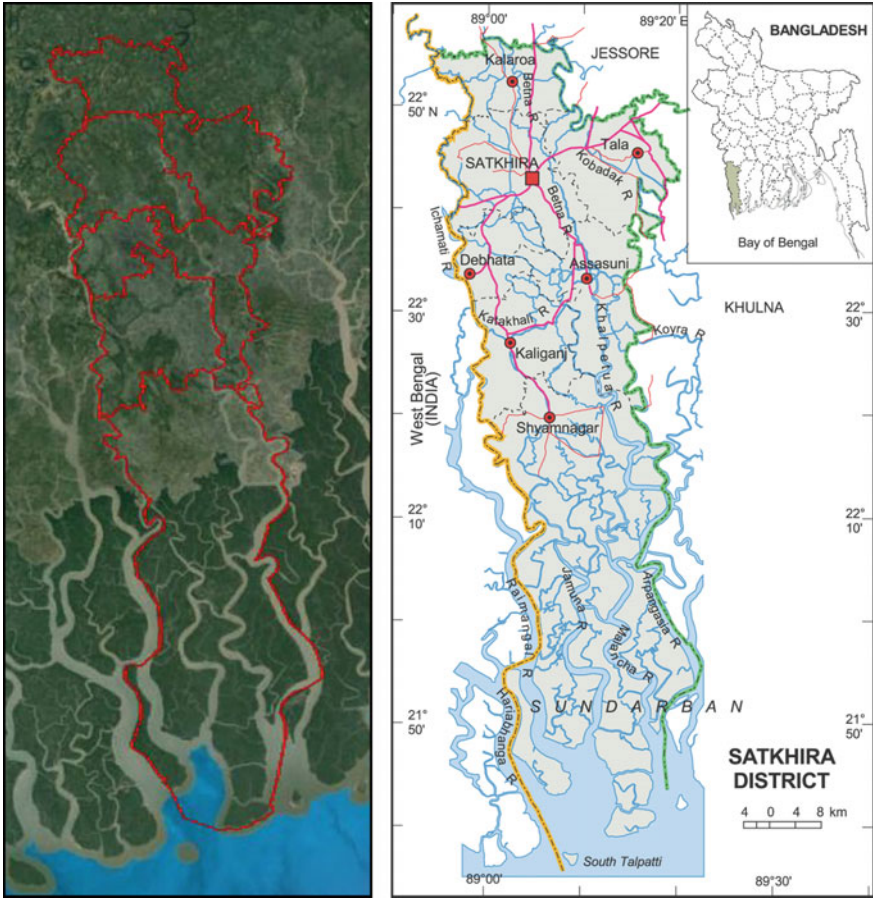 89°00'
89°20' E
BANGLADESH
Bay of Bengal
JESSORE
Kalaroa
Betna R
22°
50' N
Tala
SATKHIRA
Kobadak R
Betna R
Ichamati R
Debhata
Assasuni
KHULNA
22°
30'
22°
30'
Katakhali R
Kholpetua R
Koyra R
Kaliganj
West Bengal
(INDIA)
Shyamnagar
22°
10'
22°
10'
Raimangal R
Jamuna R
Malancha R
Arpangasia R
Hariabhanga R
SUNDARBAN
21°
50'
21°
50'
SATKHIRA
DISTRICT
4 0 4 8 km
South Talpatti
89°00'
89°30'